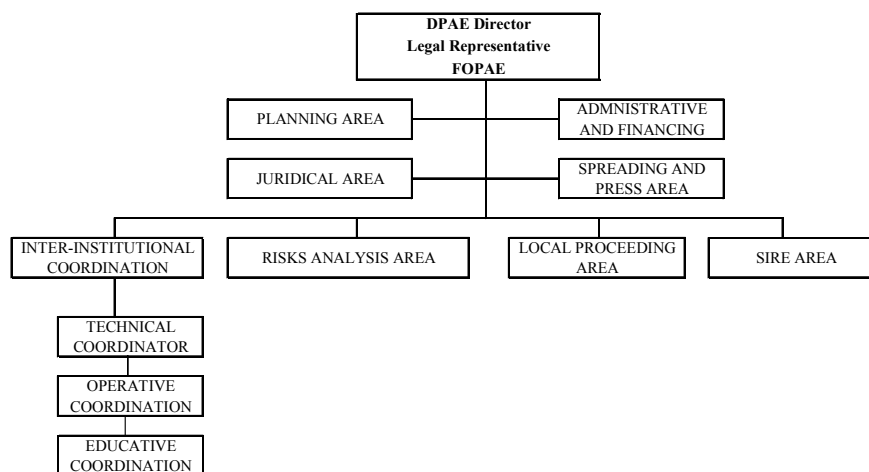 DPAE Director
Legal Representative
FOPAE
PLANNING AREA
ADMNISTRATIVE
AND FINANCING
JURIDICAL AREA
SPREADING AND
PRESS AREA
INTER-INSTITUTIONAL
COORDINATION
RISKS ANALYSIS AREA
LOCAL PROCEEDING
AREA
SIRE AREA
TECHNICAL
COORDINATOR
OPERATIVE
COORDINATION
EDUCATIVE
COORDINATION